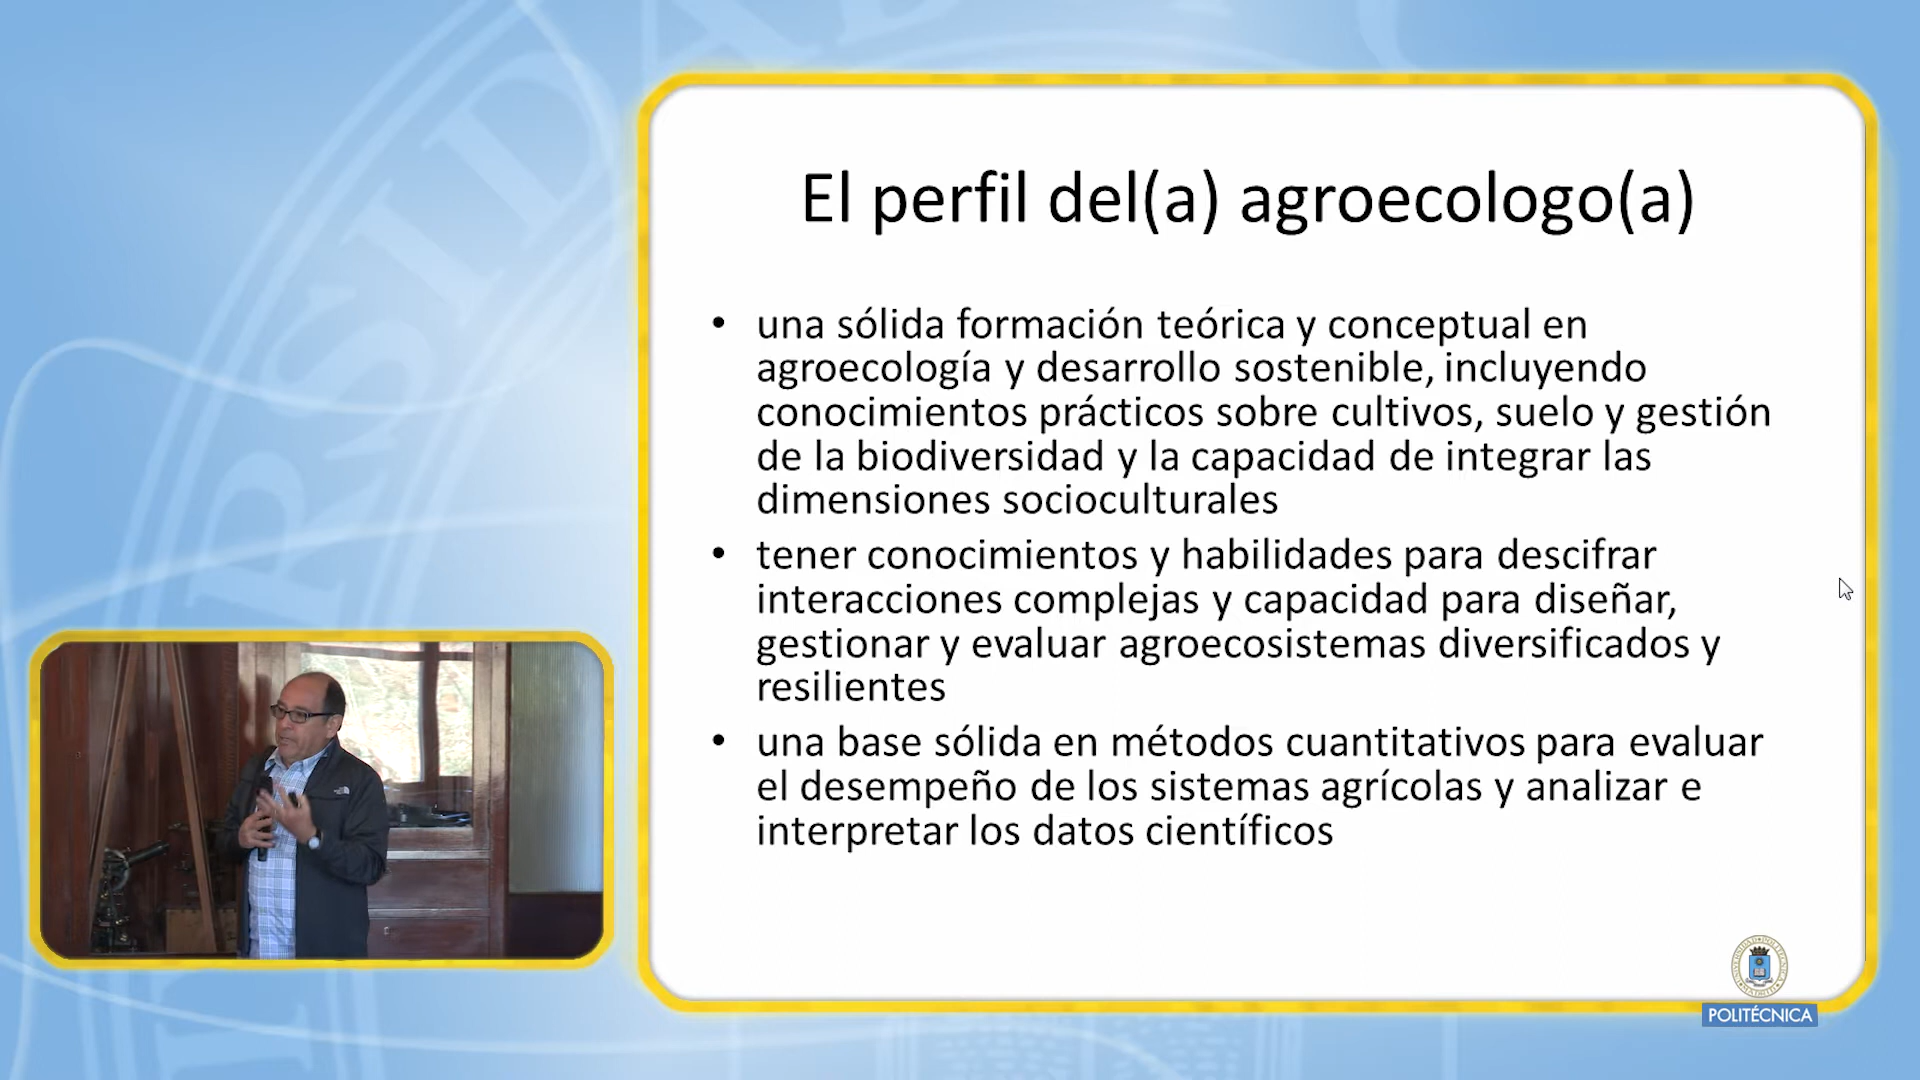 El perfil del(a) agroecologo(a)
• una sólida formación teórica y conceptual en
agroecología y desarrollo sostenible, incluyendo
conocimientos prácticos sobre cultivos, suelo y gestión
de la biodiversidad y la capacidad de integrar las
dimensiones socioculturales
• tener conocimientos y habilidades para descifrar
interacciones complejas y capacidad para diseñar,
gestionar y evaluar agroecosistemas diversificados y
resilientes
• una base sólida en métodos cuantitativos para evaluar
el desempeño de los sistemas agrícolas y analizar e
interpretar los datos científicos
POLITÉCNICA